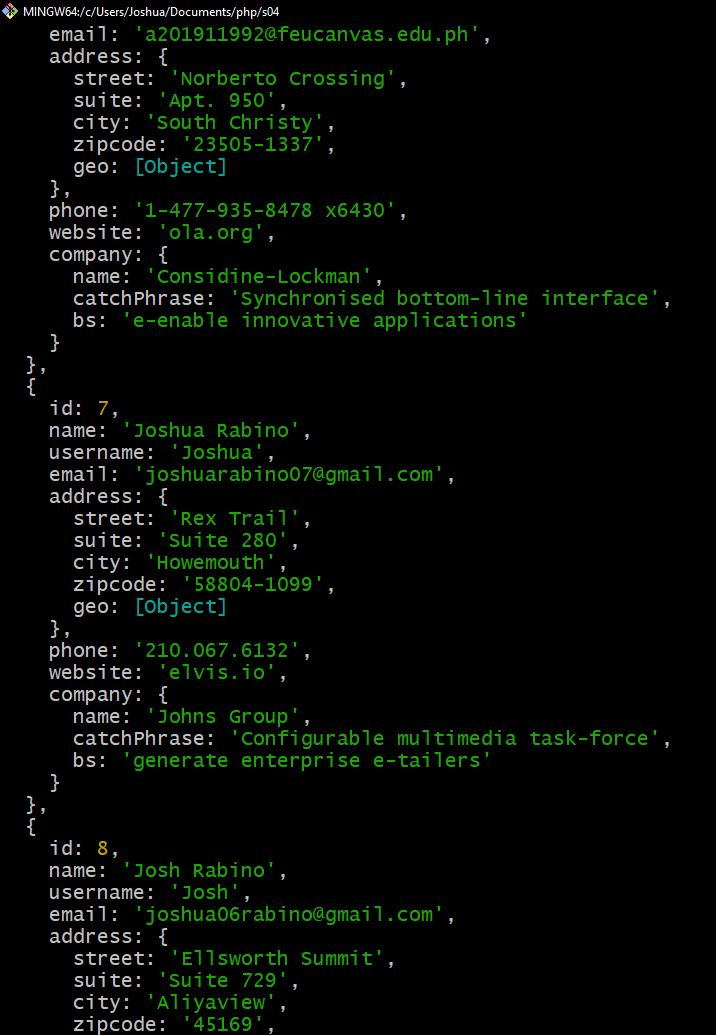 MINGW64:/c/Users/Joshua/Documents/php/s04
email: 'a201911992@feucanvas.edu.ph',
address: {
street: 'Norberto Crossing',
suite: 'Apt. 950',
city: 'South Christy',
zipcode: '23505-1337',
geo: [Object]
},
phone: '1-477-935-8478 x6430',
website: 'ola.org',
company: {
name: 'Considine-Lockman',
catchPhrase: 'Synchronised bottom-line interface',
bs: 'e-enable innovative applications'
}
},
{
id: 7,
name: 'Joshua Rabino',
username: 'Joshua',
email: 'joshuarabino07@gmail.com',
address: {
street: 'Rex Trail',
suite: 'Suite 280',
city: 'Howemouth',
zipcode: '58804-1099',
geo: [Object]
},
phone: '210.067.6132',
website: 'elvis.io',
company: {
name: 'Johns Group',
catchPhrase: 'Configurable multimedia task-force',
bs: 'generate enterprise e-tailers'
}
},
{
id: 8,
name: 'Josh Rabino',
username: 'Josh',
email: 'joshua06rabino@gmail.com',
address: {
street: 'Ellsworth Summit',
suite: 'Suite 729',
city: 'Aliyaview',
zipcode: '45169',